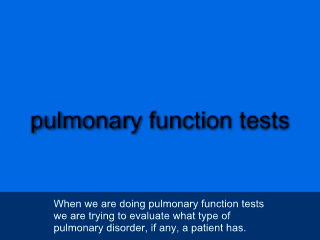 pulmonary function tests
When we are doing pulmonary function tests
we are trying to evaluate what type of
pulmonary disorder, if any, a patient has.